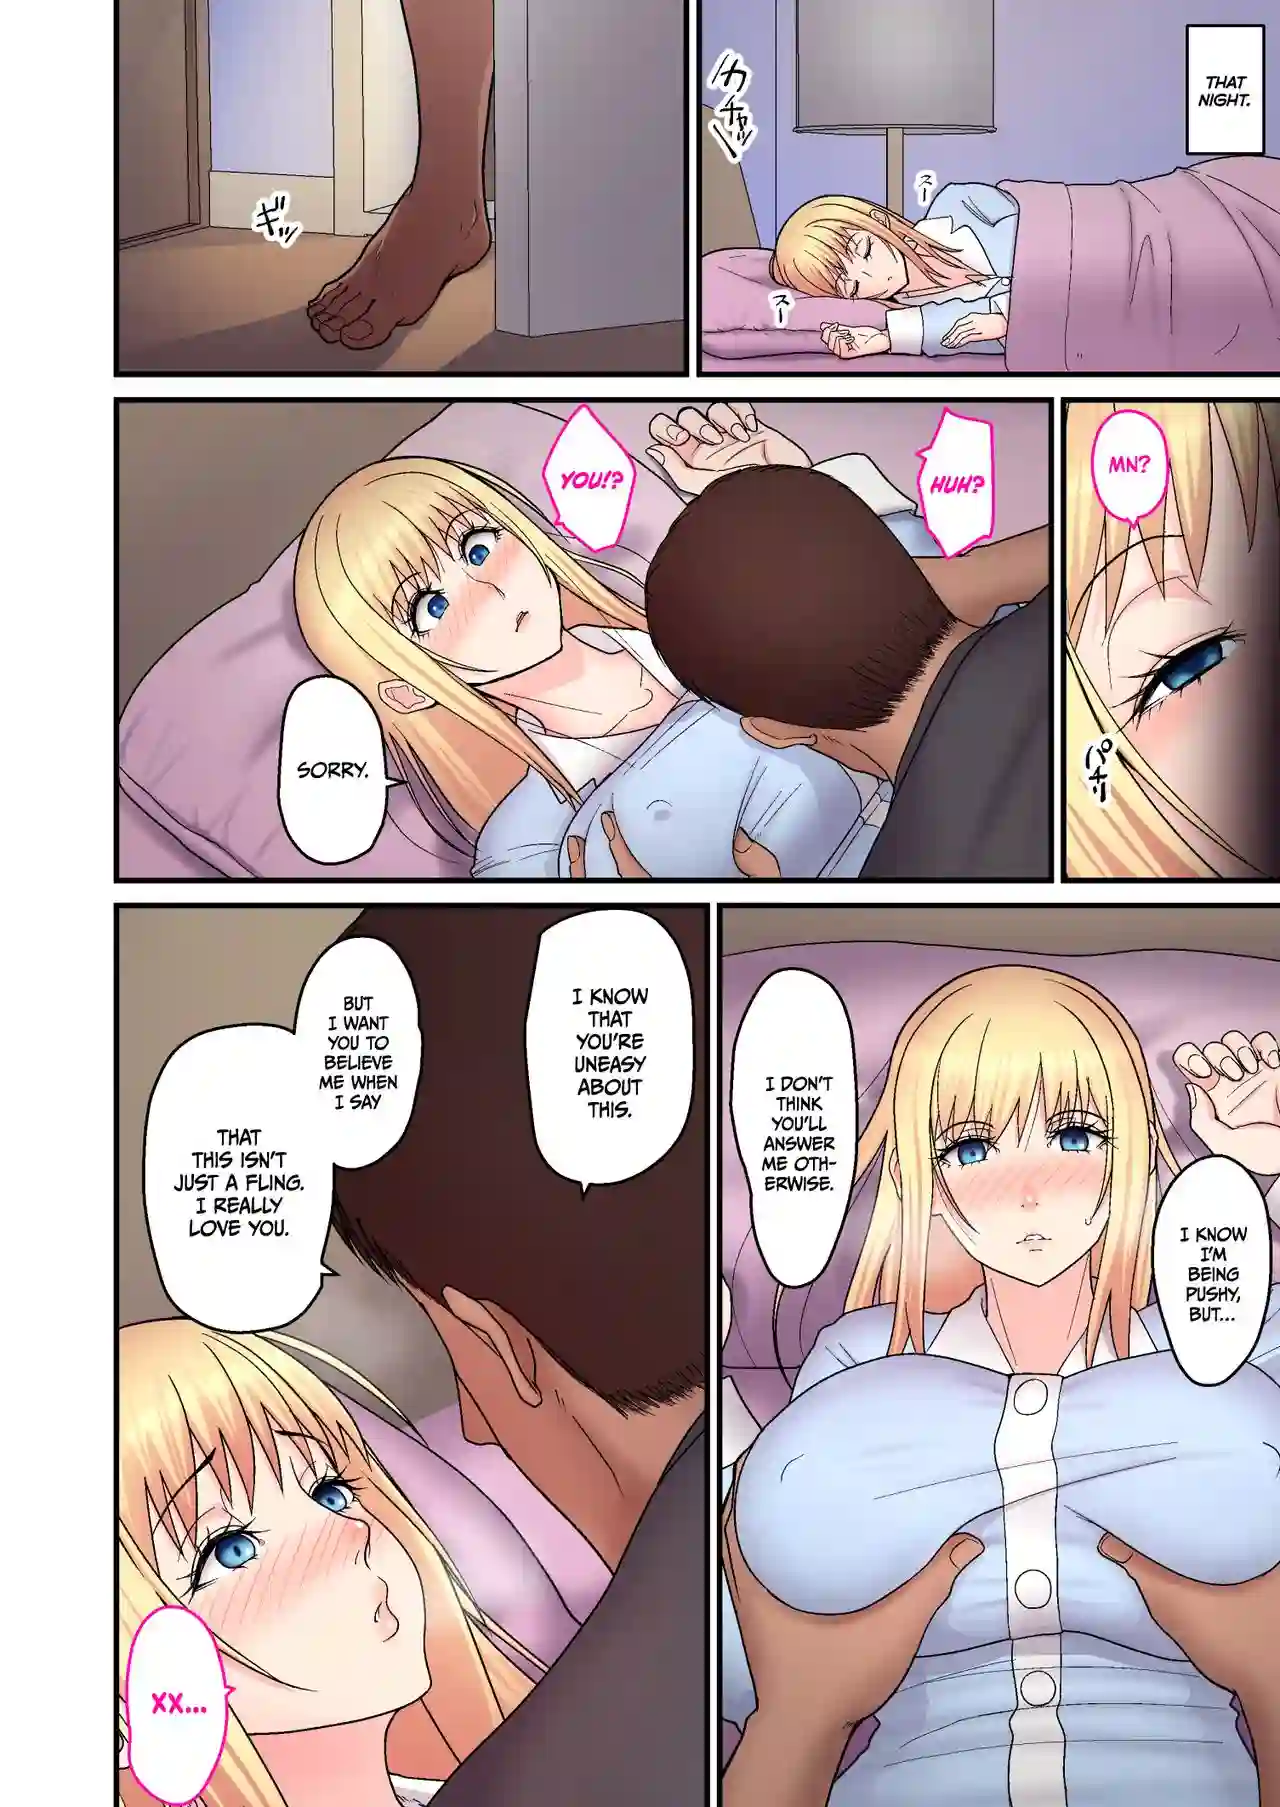 THAT
NIGHT.
カチャッ
スー
スー
ギッ
MN?
パチッ
HUH?
YOU!?
SORRY.
I KNOW
I'M
BEING
PUSHY,
BUT...
I DON'T
THINK
YOU'LL
ANSWER
ME OTH-
ERWISE.
I KNOW
THAT
YOU'RE
UNEASY
ABOUT
THIS.
BUT
I WANT
YOU TO
BELIEVE
ME WHEN
I SAY
THAT
THIS ISN'T
JUST A FLING.
I REALLY
LOVE YOU.
XX...